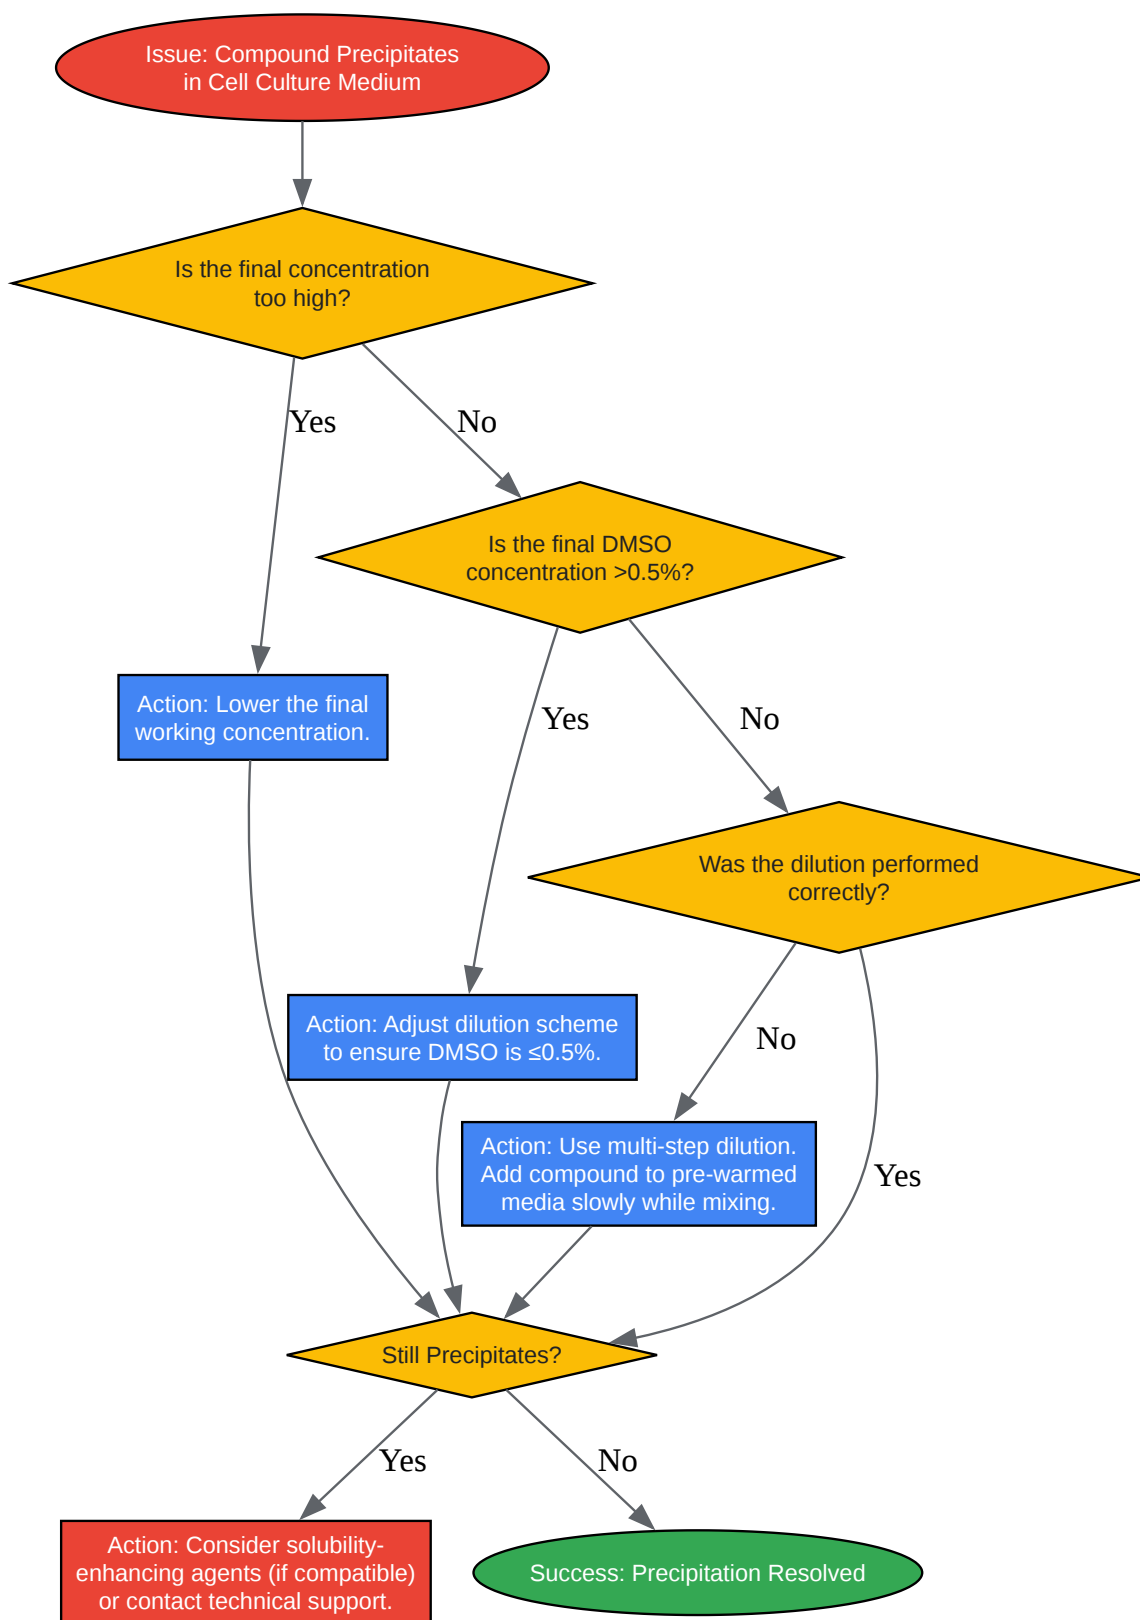 Issue: Compound Precipitates
in Cell Culture Medium
Is the final concentration
too high?
Yes
No
Is the final DMSO
concentration >0.5%?
Action: Lower the final
working concentration.
Yes
No
Was the dilution performed
correctly?
Action: Adjust dilution scheme
to ensure DMSO is ≤0.5%.
No
Action: Use multi-step dilution.
Add compound to pre-warmed
media slowly while mixing.
Yes
Still Precipitates?
Yes
No
Action: Consider solubility-
enhancing agents (if compatible)
or contact technical support.
Success: Precipitation Resolved